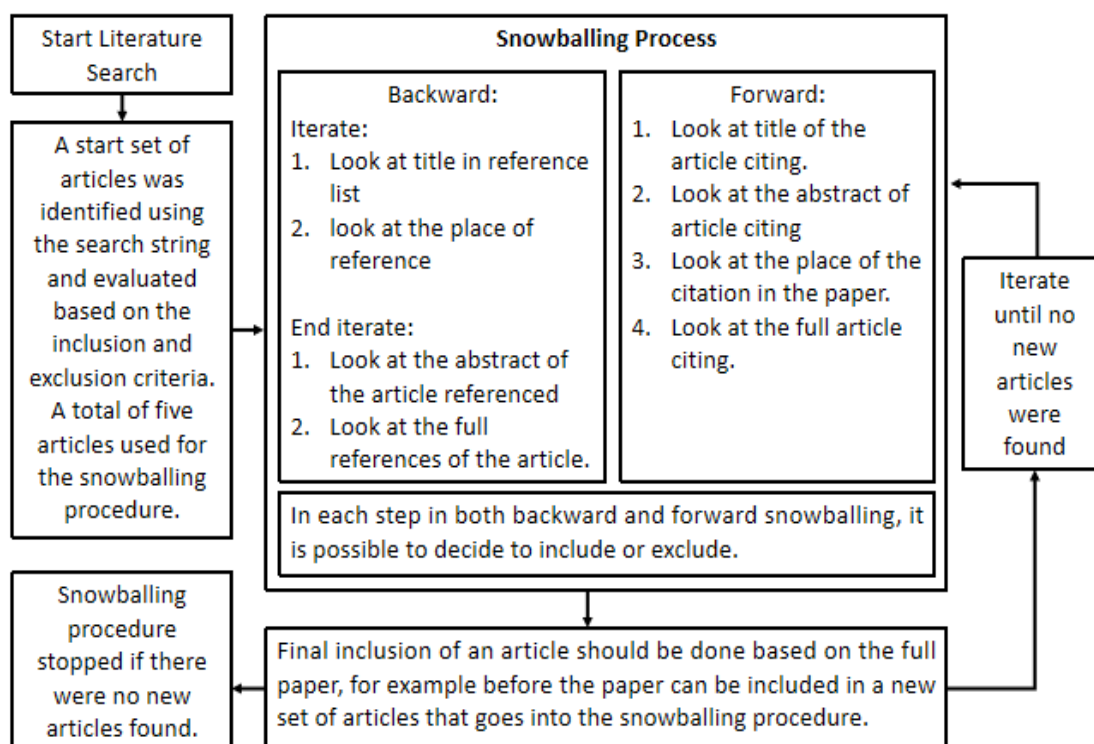 Start Literature
Search
A start set of
articles was
identified using
the search string
and evaluated
based on the
inclusion and
exclusion criteria.
A total of five
articles used for
the snowballing
procedure.
Snowballing Process
Backward:
Iterate:
1. Look at title in reference
list
2. look at the place of
reference
End iterate:
1. Look at the abstract of
the article referenced
2. Look at the full
references of the article.
Forward:
1. Look at title of the
article citing.
2. Look at the abstract of
article citing
3. Look at the place of the
citation in the paper.
4. Look at the full article
citing.
In each step in both backward and forward snowballing, it
is possible to decide to include or exclude.
Iterate
until no
new
articles
were
found
Final inclusion of an article should be done based on the full
paper, for example before the paper can be included in a new
set of articles that goes into the snowballing procedure.
Snowballing
procedure
stopped if there
were no new
articles found.